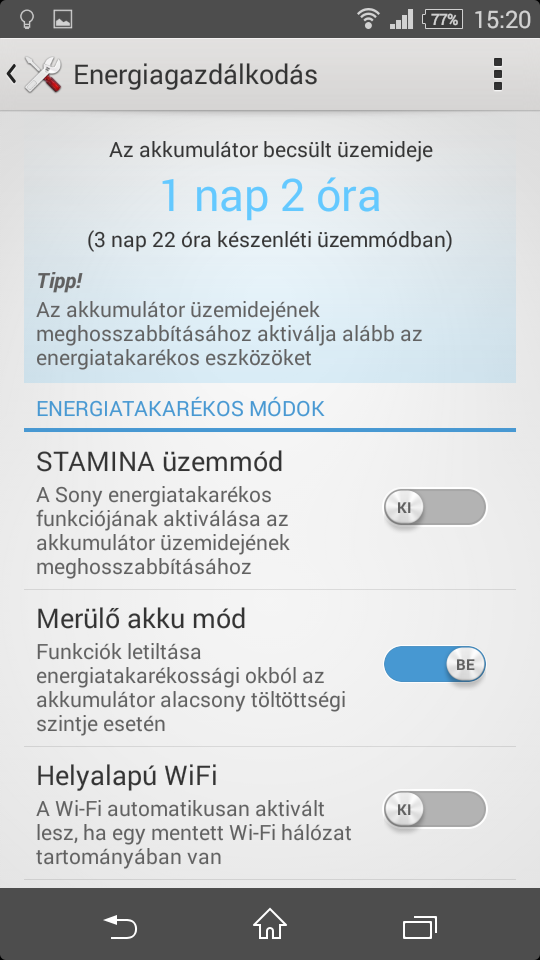 77% 15:20
Energiagazdálkodás
Az akkumulátor becsült üzemideje
1 nap 2 óra
(3 nap 22 óra készenléti üzemmódban)
Tipp!
Az akkumulátor üzemidejének
meghosszabbításához aktiválja alább az
energiatakarékos eszközöket
ENERGIATAKARÉKOS MÓDOK
STAMINA üzemmód
A Sony energiatakarékos
funkciójának aktiválása az
akkumulátor üzemidejének
meghosszabbításához
KI
Merülő akku mód
Funkciók letiltása
energiatakarékossági okból az
akkumulátor alacsony töltöttségi
szintje esetén
BE
Helyalapú WiFi
A Wi-Fi automatikusan aktivált
lesz, ha egy mentett Wi-Fi hálózat
tartományában van
KI